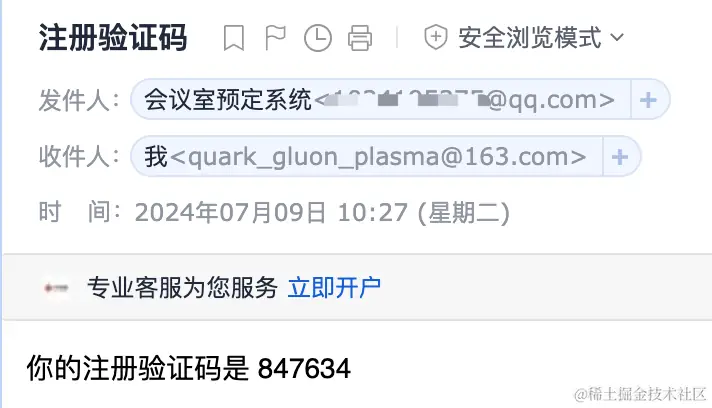 注册验证码 安全浏览模式
发件人： 会议室预定系统< @qq.com> +
收件人： 我<quark_gluon_plasma@163.com> +
时 间： 2024年07月09日 10:27 (星期二)
专业客服为您服务 立即开户
你的注册验证码是 847634
@稀土掘金技术社区